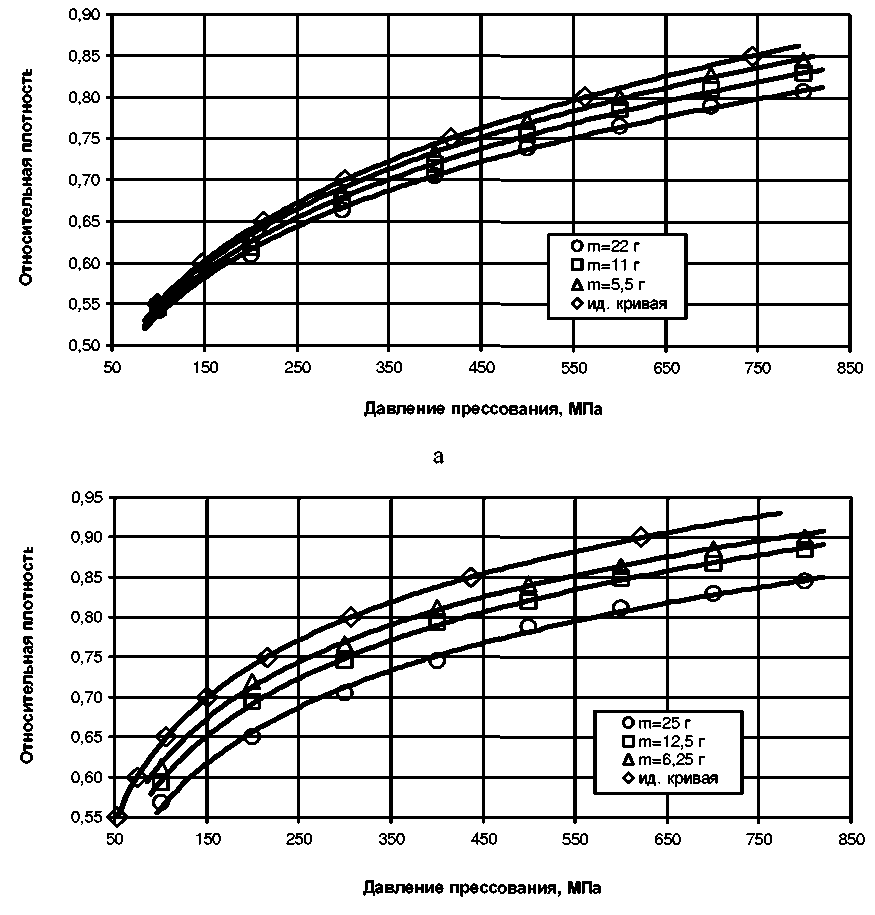 0,90
0,85
0,80
0,75
0,70
0,65
0,60
0,55
0,50
Относительная плотность
m=22 г
m=11 г
m=5,5 г
ид. кривая
50 150 250 350 450 550 650 750 850
Давление прессования, МПа
а
0,95
0,90
0,85
0,80
0,75
0,70
0,65
0,60
0,55
Относительная плотность
m=25 г
m=12,5 г
m=6,25 г
ид. кривая
50 150 250 350 450 550 650 750 850
Давление прессования, МПа